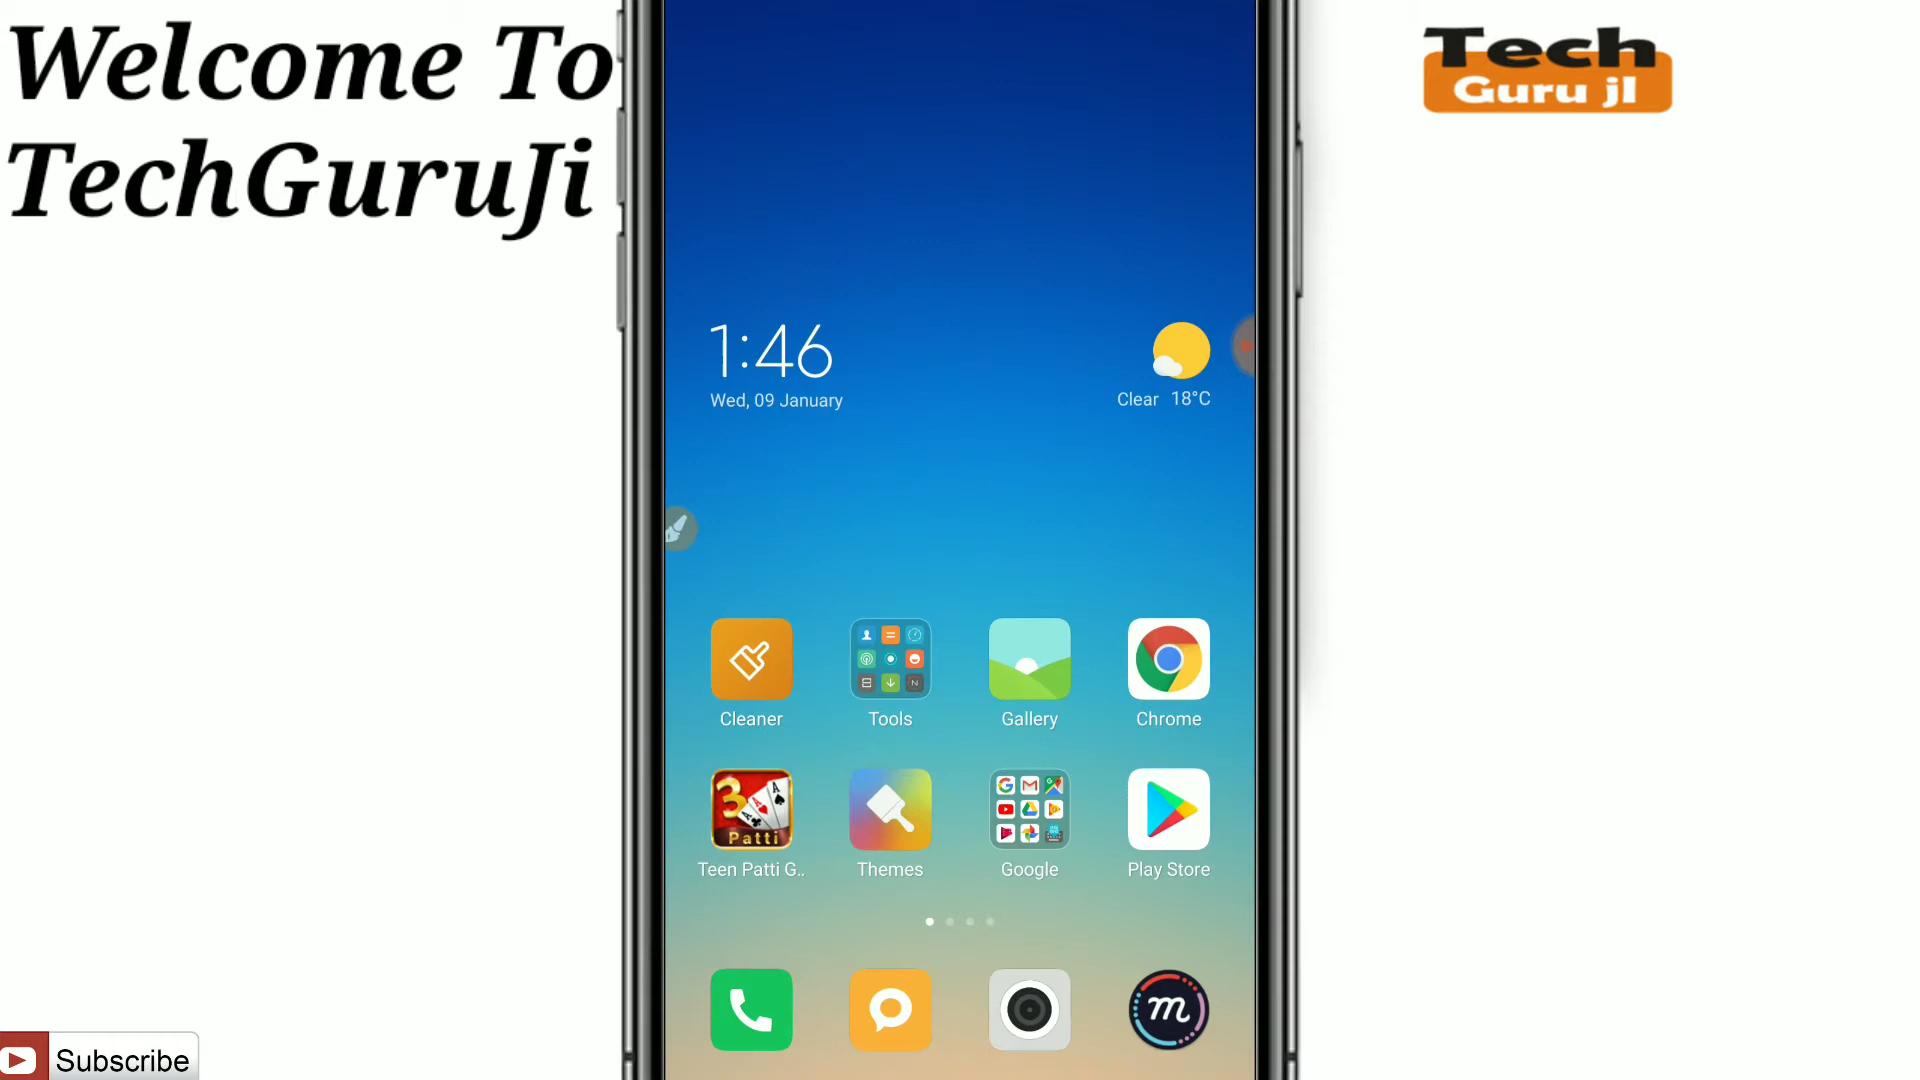 Welcome To
TechGuruJi
Tech
Guru jI
1:46
Wed, 09 January
Clear 18°C
Cleaner
Tools
Gallery
Chrome
3
Patti
Teen Patti G..
Themes
Google
Play Store
m
Subscribe